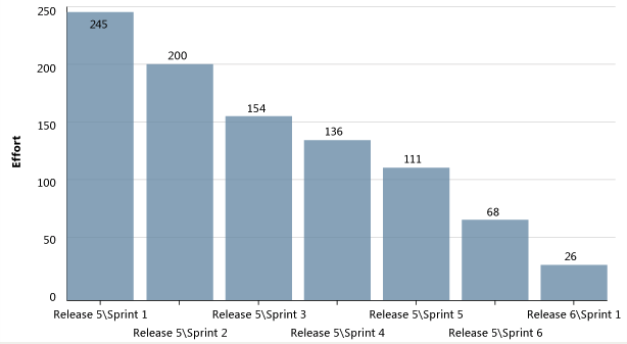 250
200
150
100
50
0
Effort
245
200
154
136
111
68
26
Release 5\Sprint 1
Release 5\Sprint 2
Release 5\Sprint 3
Release 5\Sprint 4
Release 5\Sprint 5
Release 5\Sprint 6
Release 6\Sprint 1